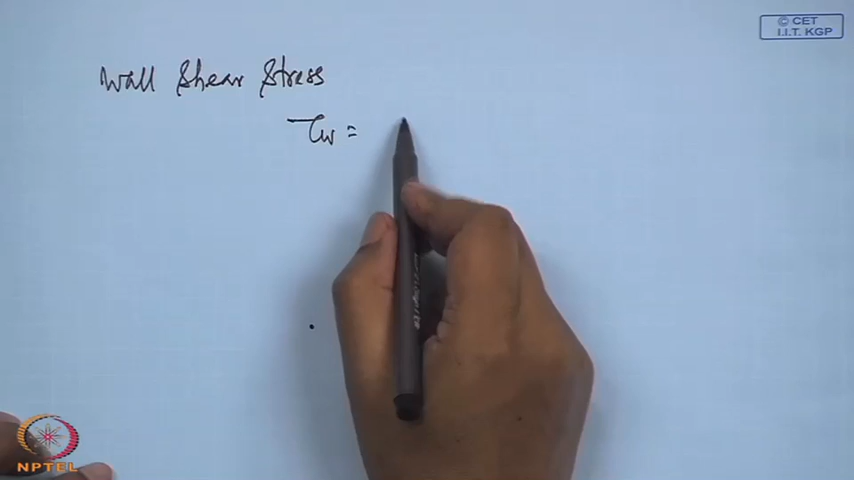 © CET
I.I.T. KGP
Wall Shear Stress
τw =
NPTEL